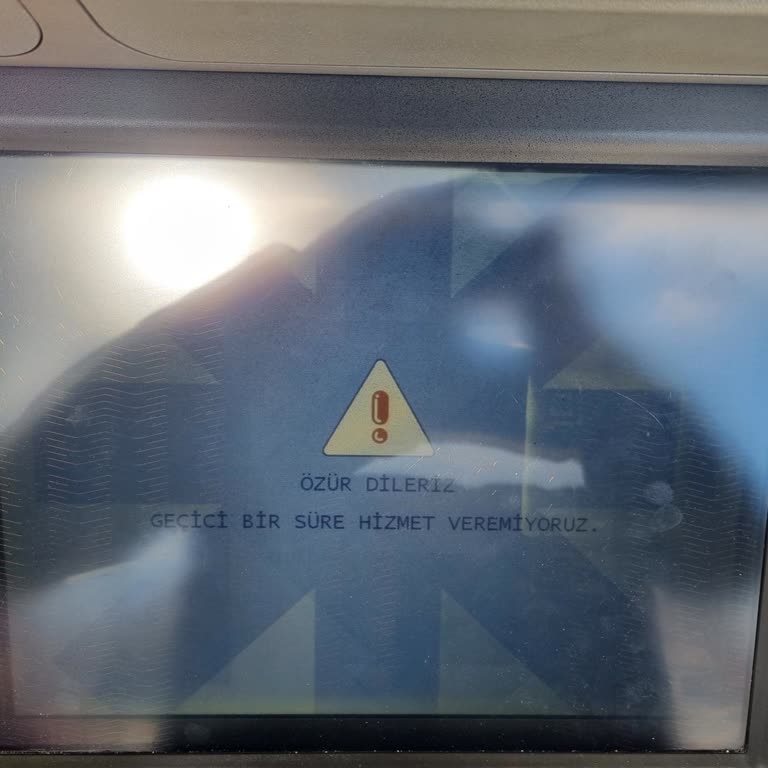 ÖZÜR DİLERİZ
GEÇİCİ BİR SÜRE HİZMET VEREMİYORUZ.